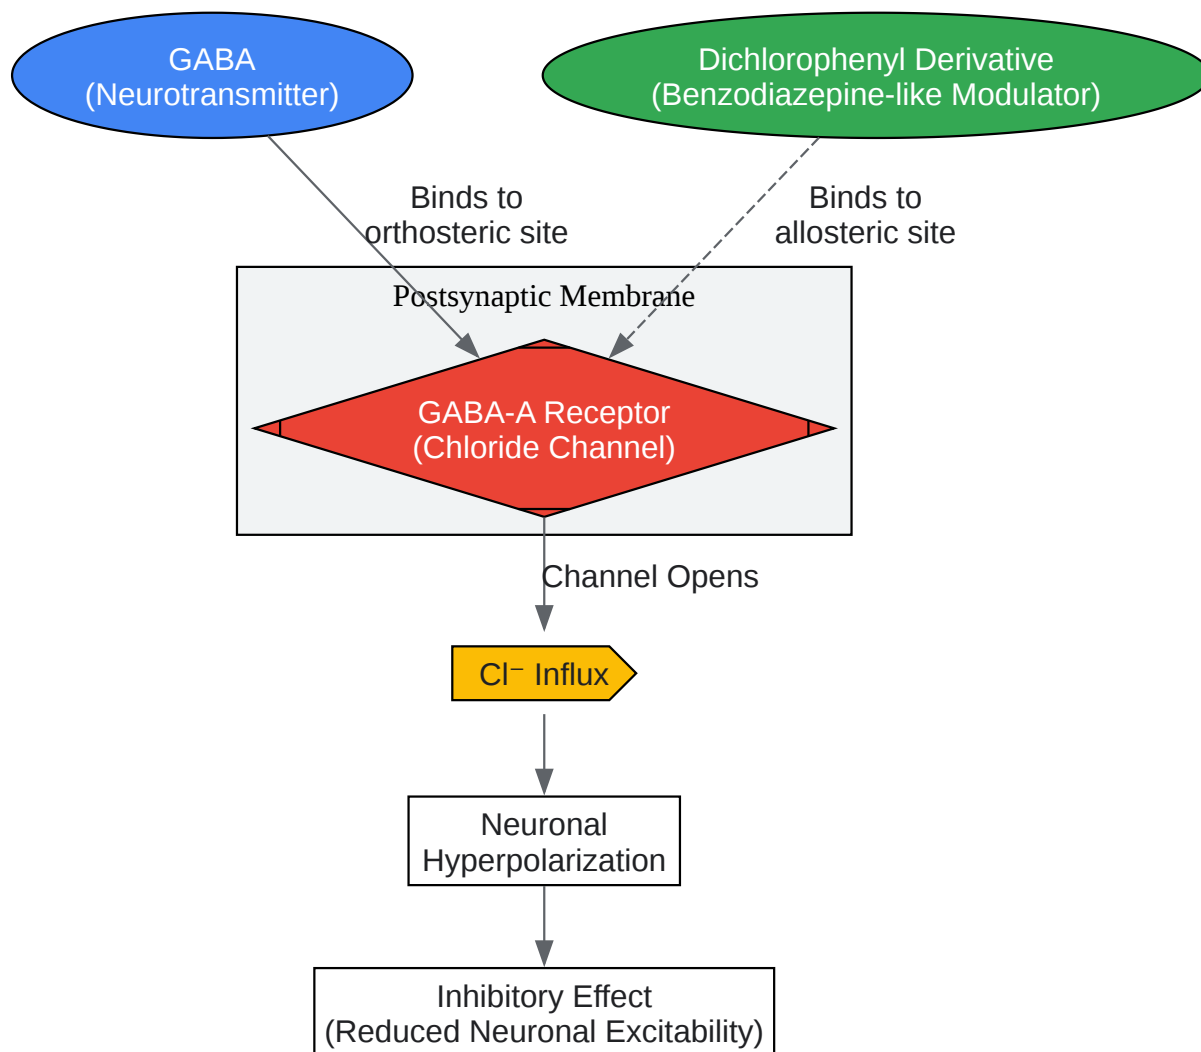 GABA
(Neurotransmitter)
Dichlorophenyl Derivative
(Benzodiazepine-like Modulator)
Binds to
orthosteric site
Binds to
allosteric site
Postsynaptic Membrane
GABA-A Receptor
(Chloride Channel)
Channel Opens
Cl⁻ Influx
Neuronal
Hyperpolarization
Inhibitory Effect
(Reduced Neuronal Excitability)